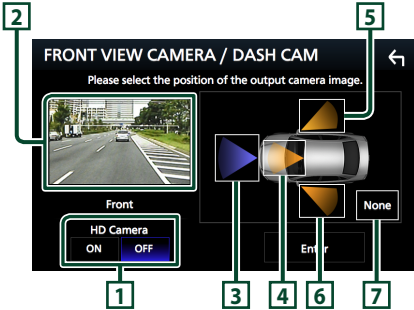 2
5
FRONT VIEW CAMERA / DASH CAM
Please select the position of the output camera image.
Front
HD Camera
ON
OFF
None
Enter
1
3
4
6
7